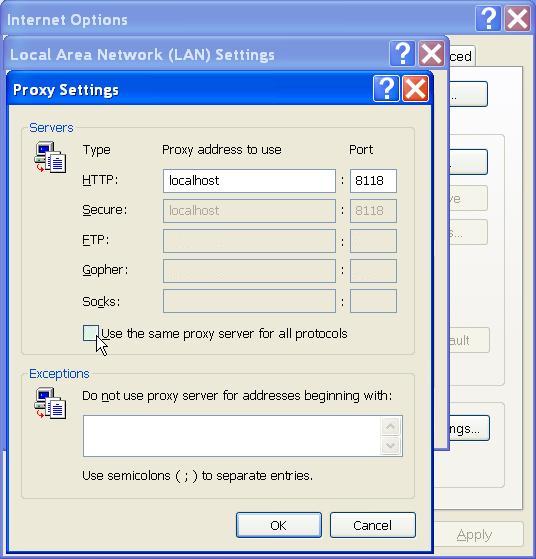 Internet Options
Local Area Network (LAN) Settings
ced
Proxy Settings
Servers
Type Proxy address to use Port
HTTP: localhost : 8118
Secure: localhost : 8118
FTP: :
Gopher: :
Socks: :
Use the same proxy server for all protocols
Exceptions
Do not use proxy server for addresses beginning with:
Use semicolons ( ; ) to separate entries.
OK Cancel
...
.
ve
s...
ault
ngs...
Apply